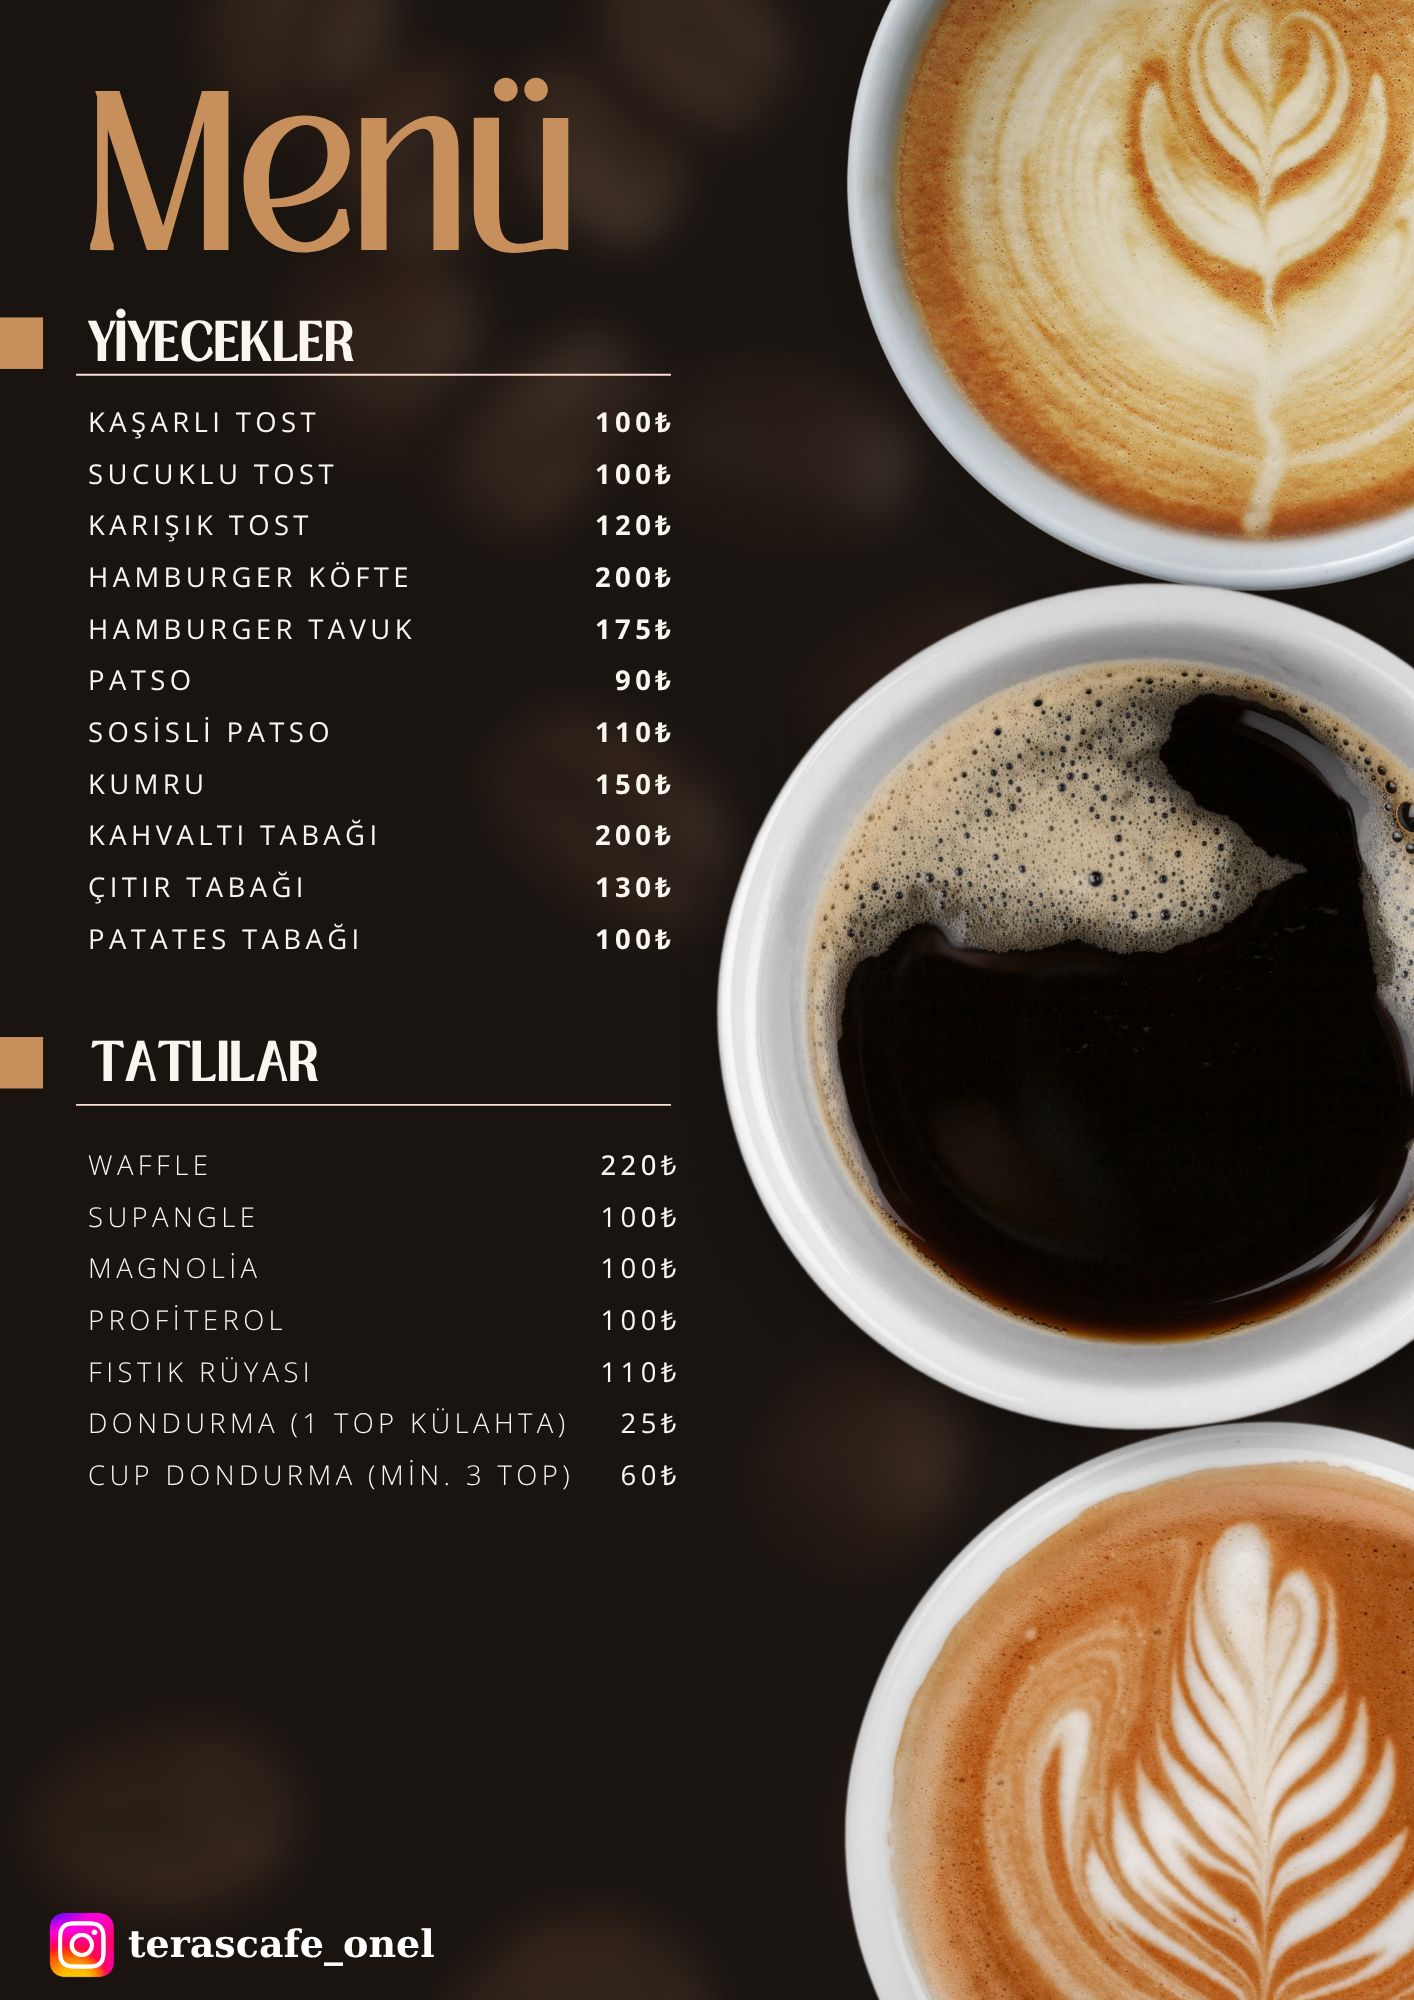 Menü
YİYECEKLER
KAŞARLI TOST 100₺
SUCUKLU TOST 100₺
KARIŞIK TOST 120₺
HAMBURGER KÖFTE 200₺
HAMBURGER TAVUK 175₺
PATSO 90₺
SOSİSLİ PATSO 110₺
KUMRU 150₺
KAHVALTI TABAĞI 200₺
ÇITIR TABAĞI 130₺
PATATES TABAĞI 100₺
TATLILAR
WAFFLE 220₺
SUPANGLE 100₺
MAGNOLİA 100₺
PROFİTEROL 100₺
FISTIK RÜYASI 110₺
DONDURMA (1 TOP KÜLAHTA) 25₺
CUP DONDURMA (MİN. 3 TOP) 60₺
terascafe_onel